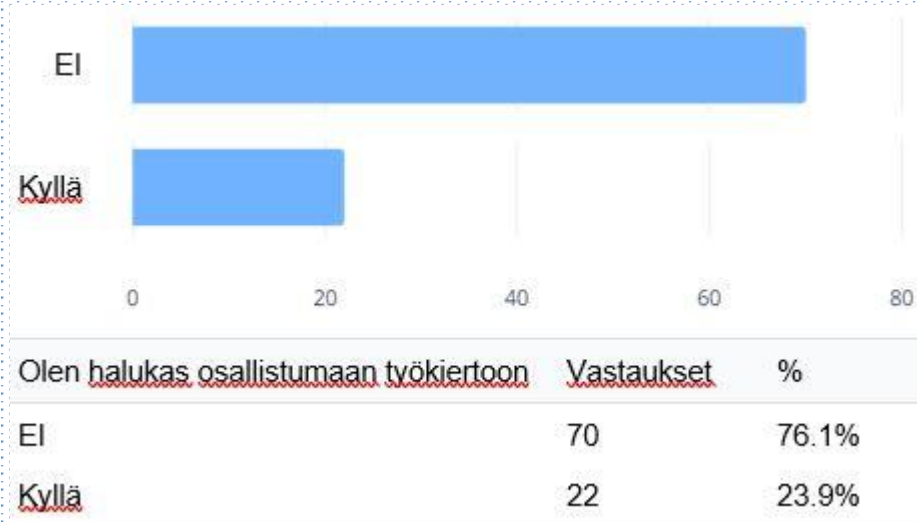 EI
Kyllä
0 20 40 60 80
Olen halukas osallistumaan työkiertoon Vastaukset %
EI 70 76.1%
Kyllä 22 23.9%